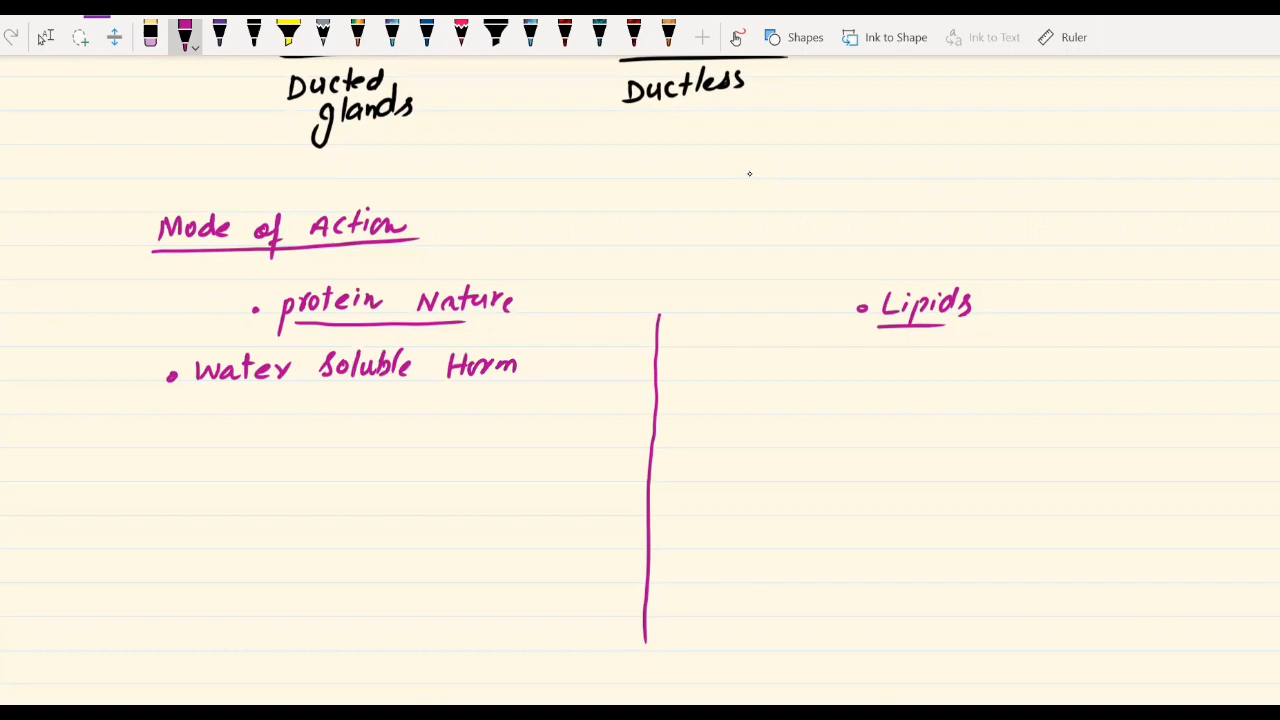 Shapes Ink to Shape Ink to Text Ruler
Ducted
glands
Ductless
Mode of Action
• protein Nature
• Lipids
• water soluble Horm